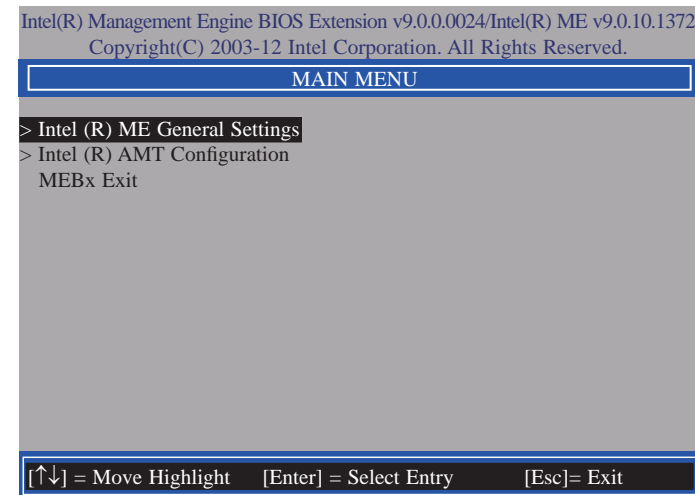 Intel(R) Management Engine BIOS Extension v9.0.0.0024/Intel(R) ME v9.0.10.1372
Copyright(C) 2003-12 Intel Corporation. All Rights Reserved.
MAIN MENU
> Intel (R) ME General Settings
> Intel (R) AMT Configuration
MEBx Exit
[↑↓] = Move Highlight [Enter] = Select Entry [Esc]= Exit